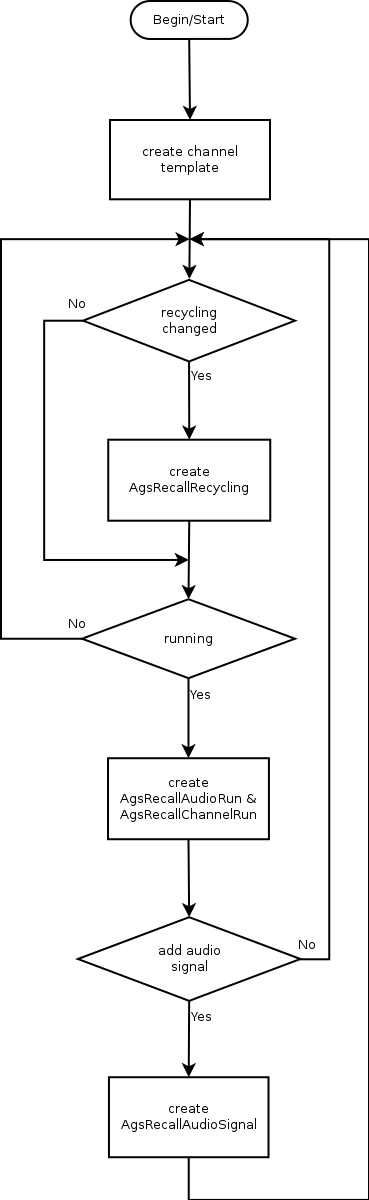 Begin/Start
create channel
template
No
recycling
changed
Yes
create
AgsRecallRecycling
No
running
Yes
create
AgsRecallAudioRun &
AgsRecallChannelRun
add audio
signal
No
Yes
create
AgsRecallAudioSignal